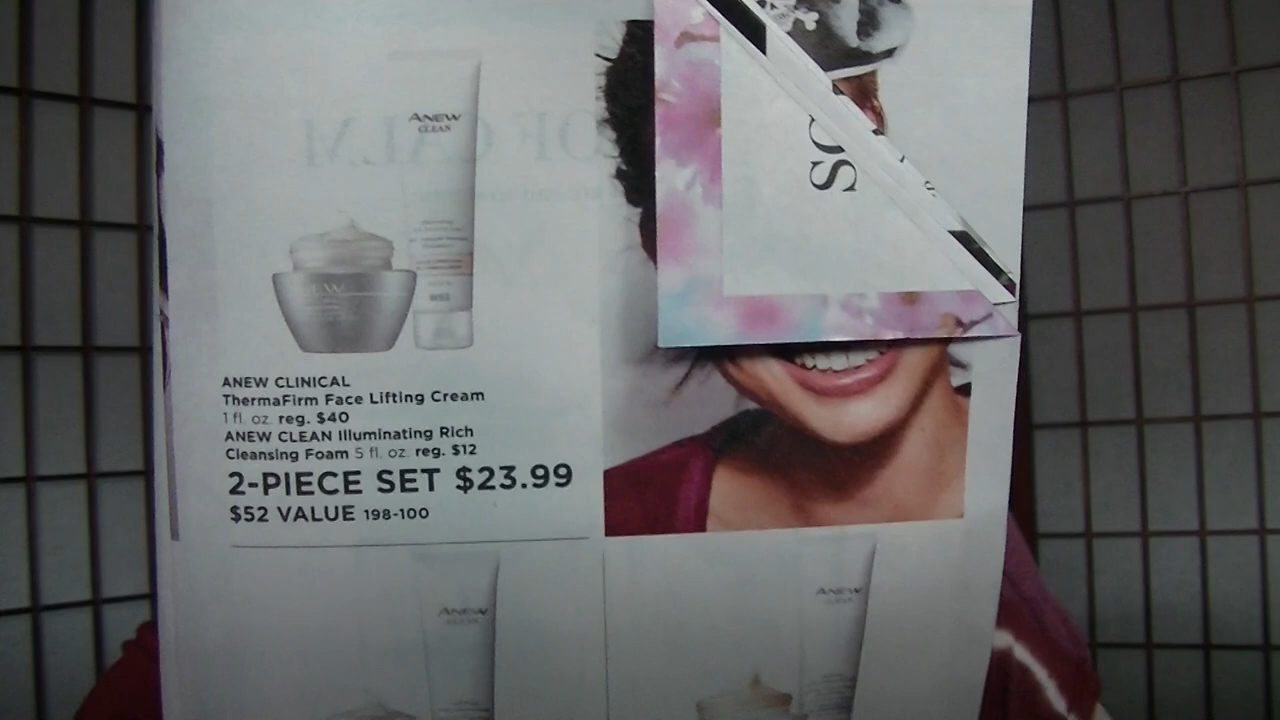 ANEW
CLEAN
SO
ANEW CLINICAL
ThermaFirm Face Lifting Cream
1 fl. oz. reg. $40
ANEW CLEAN Illuminating Rich
Cleansing Foam 5 fl. oz. reg. $12
2-PIECE SET $23.99
$52 VALUE 198-100
ANEW
ANEW